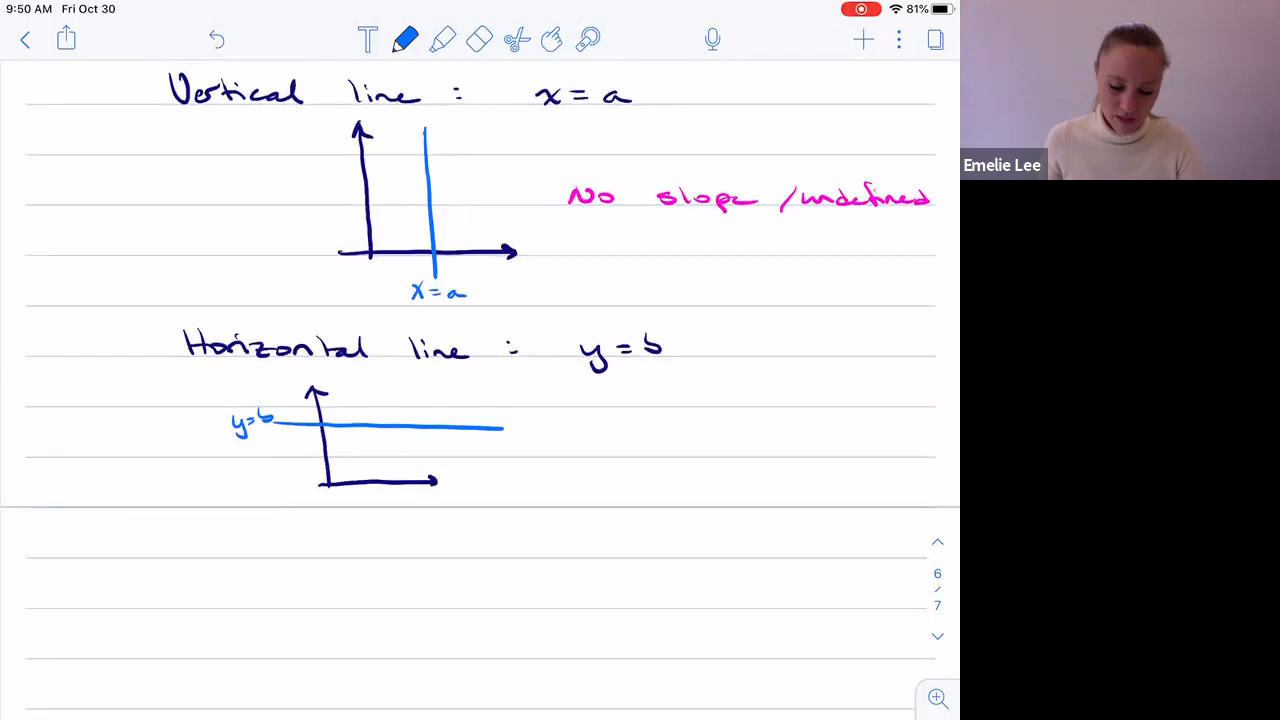 9:50 AM Fri Oct 30
81%
T
Vertical line : x = a
No slope / undefined
x = a
Horizontal line : y = b
y = b
6
/
7
Emelie Lee